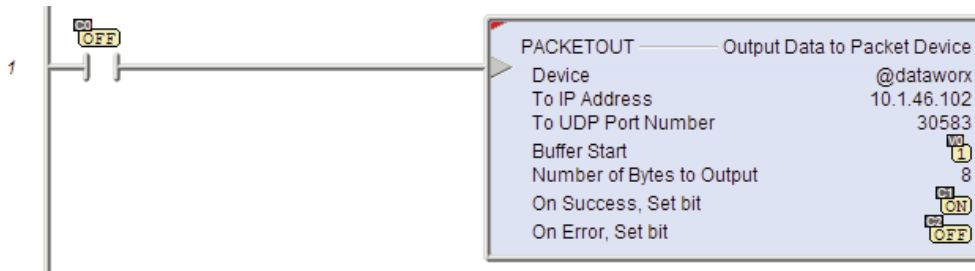 C0
OFF
1
PACKETOUT Output Data to Packet Device
Device @dataworx
To IP Address 10.1.46.102
To UDP Port Number 30583
Buffer Start V0 1
Number of Bytes to Output 8
On Success, Set bit C1 ON
On Error, Set bit C2 OFF